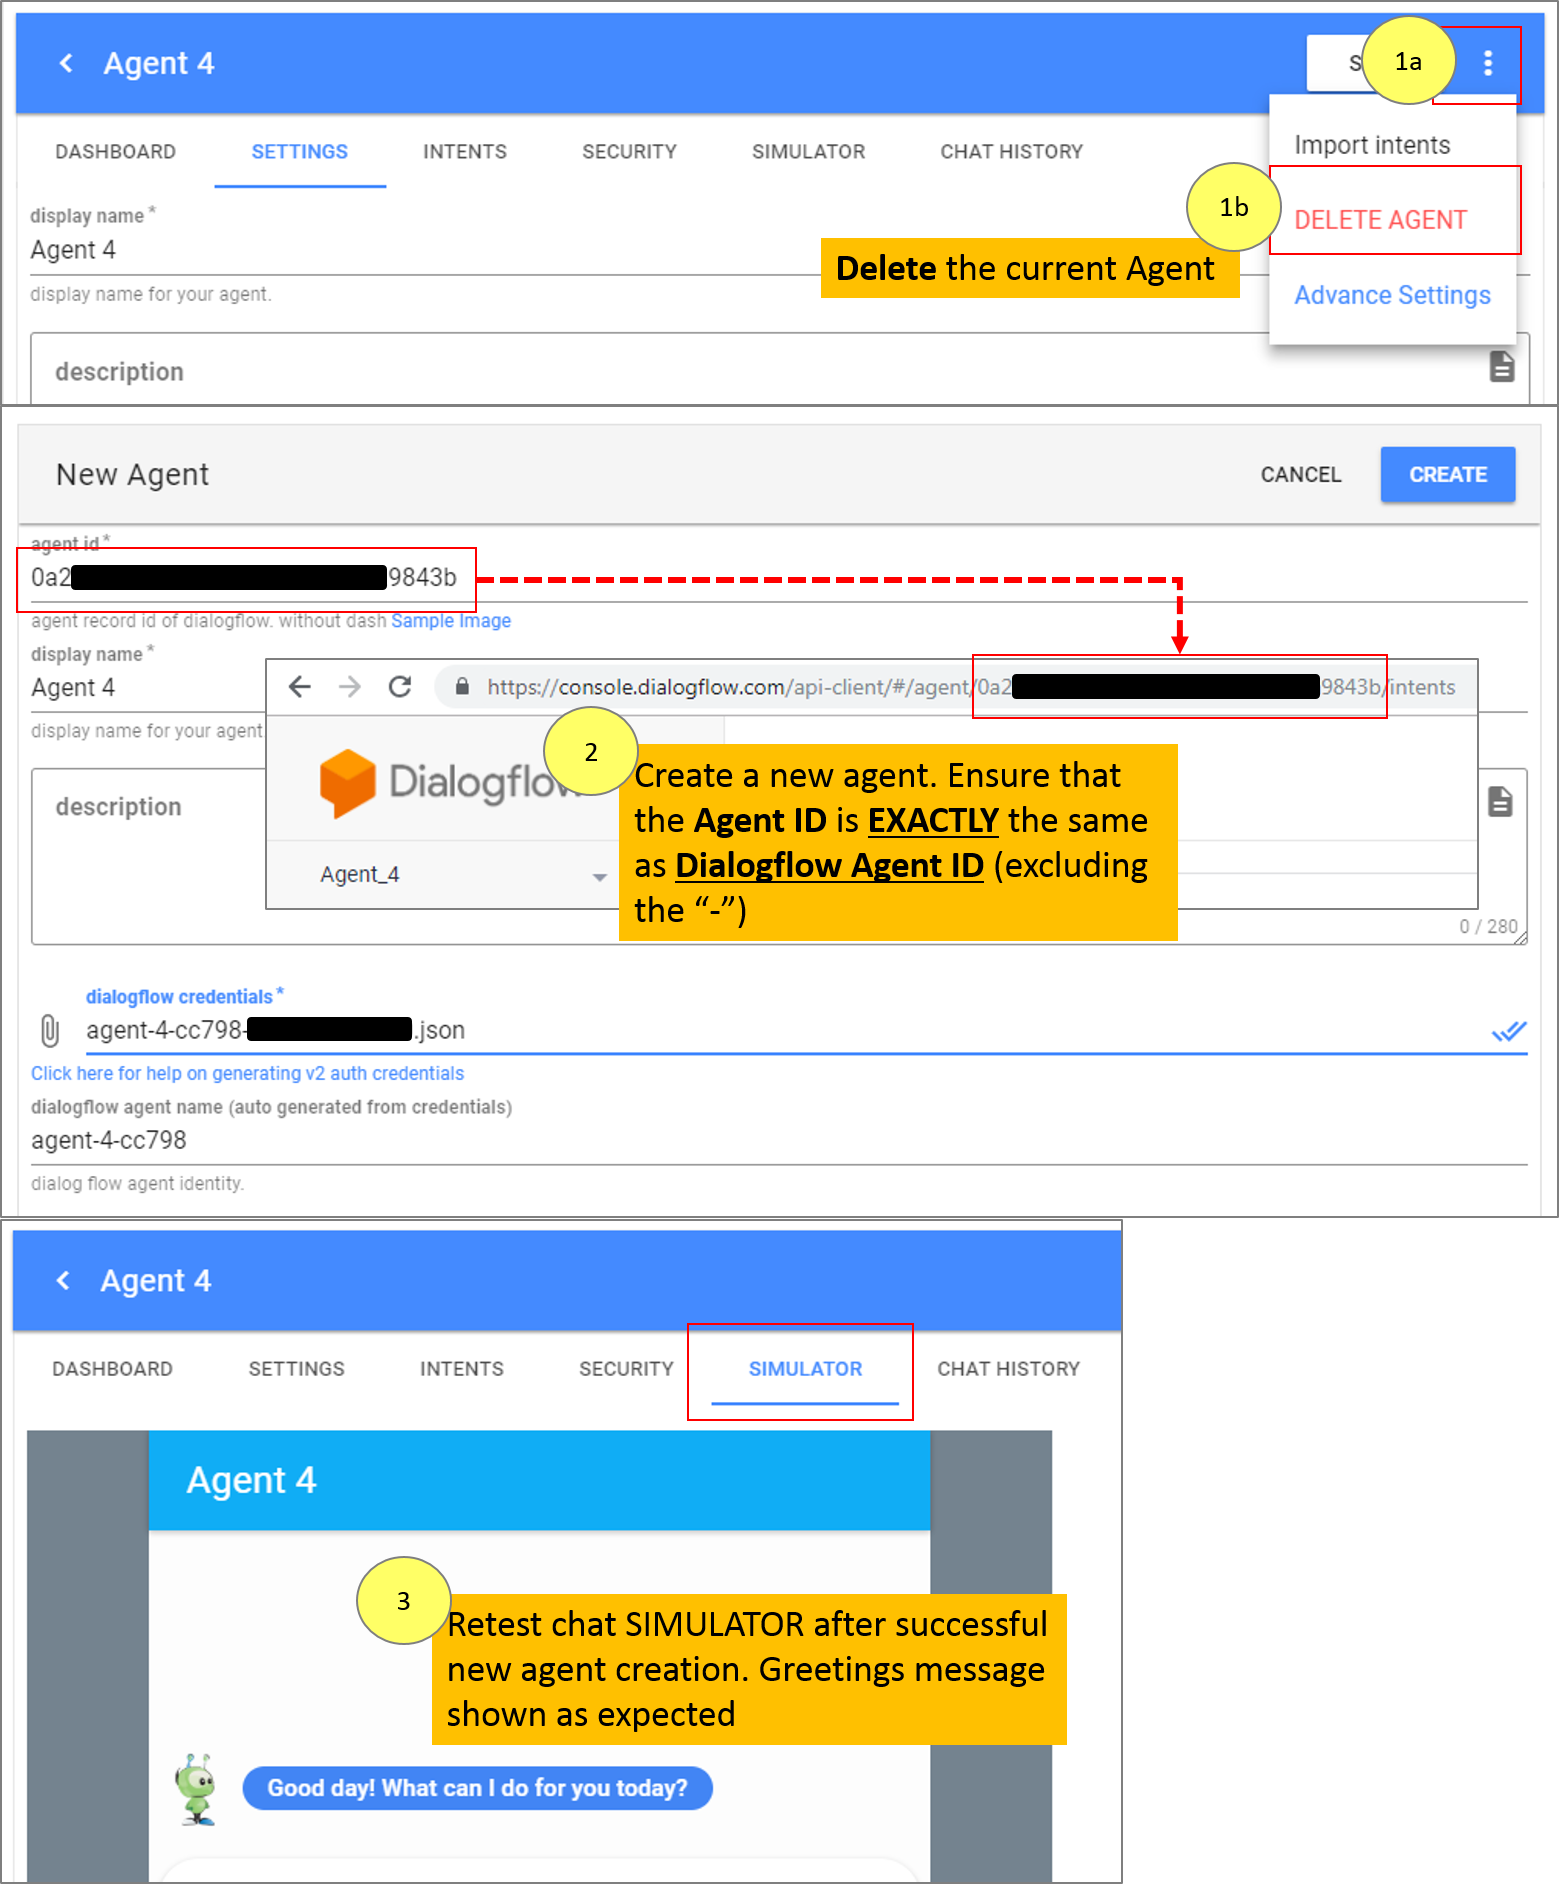 Agent 4
S
1a
DASHBOARD SETTINGS INTENTS SECURITY SIMULATOR CHAT HISTORY
Import intents
1b
DELETE AGENT
Advance Settings
display name *
Agent 4
display name for your agent.
Delete the current Agent
description
New Agent
CANCEL
CREATE
agent id *
0a2 9843b
agent record id of dialogflow. without dash Sample Image
display name *
Agent 4
display name for your agent
https://console.dialogflow.com/api-client/#/agent/0a2 9843b/intents
2
Dialogflow
Agent_4
Create a new agent. Ensure that
the Agent ID is EXACTLY the same
as Dialogflow Agent ID (excluding
the “-”)
description
0 / 280
dialogflow credentials *
agent-4-cc798- .json
Click here for help on generating v2 auth credentials
dialogflow agent name (auto generated from credentials)
agent-4-cc798
dialog flow agent identity.
Agent 4
DASHBOARD SETTINGS INTENTS SECURITY SIMULATOR CHAT HISTORY
Agent 4
3
Retest chat SIMULATOR after successful
new agent creation. Greetings message
shown as expected
Good day! What can I do for you today?